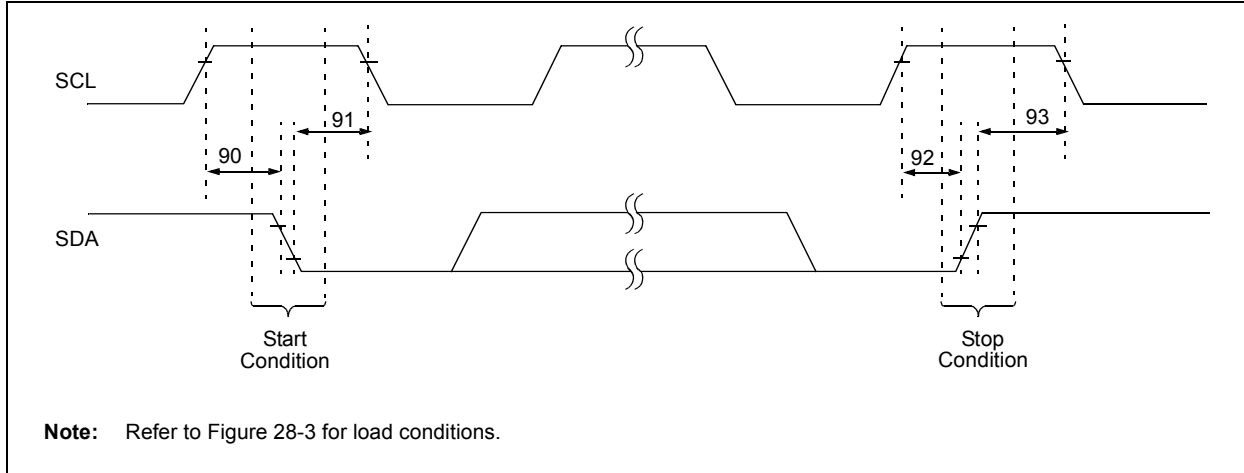 SCL
91
93
90
92
SDA
Start
Condition
Stop
Condition
Note: Refer to Figure 28-3 for load conditions.